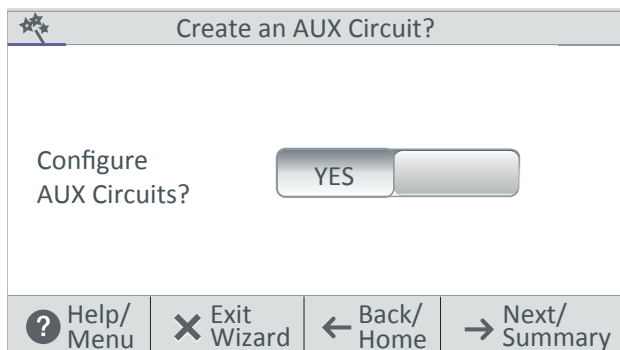 Create an AUX Circuit?
Configure
AUX Circuits?
YES
Help/
Menu
Exit
Wizard
Back/
Home
Next/
Summary